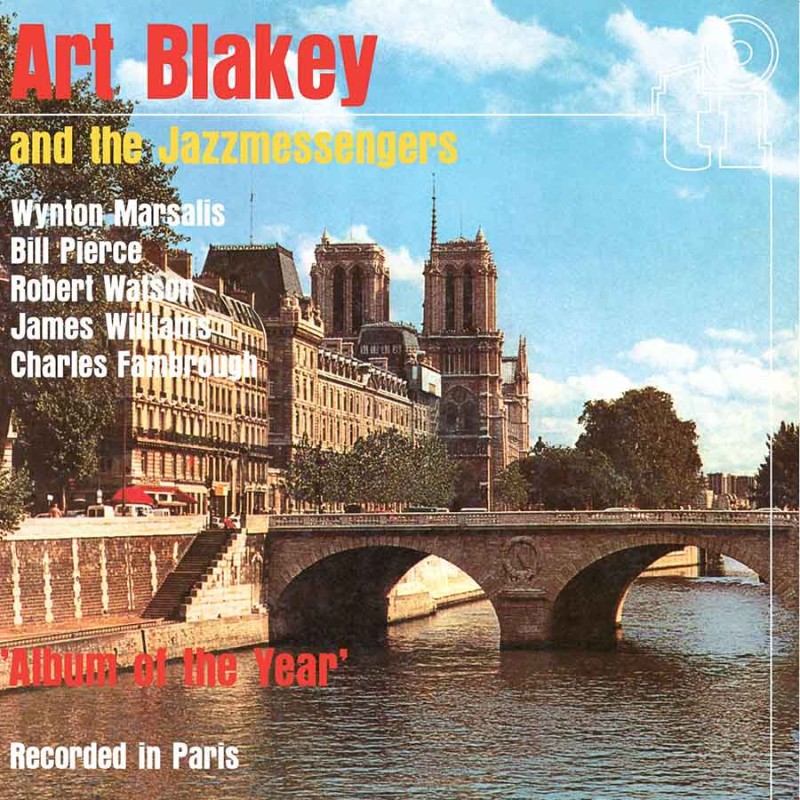 Art Blakey
and the Jazzmessengers
Wynton Marsalis
Bill Pierce
Robert Watson
James Williams
Charles Fambrough
'Album of the Year'
Recorded in Paris